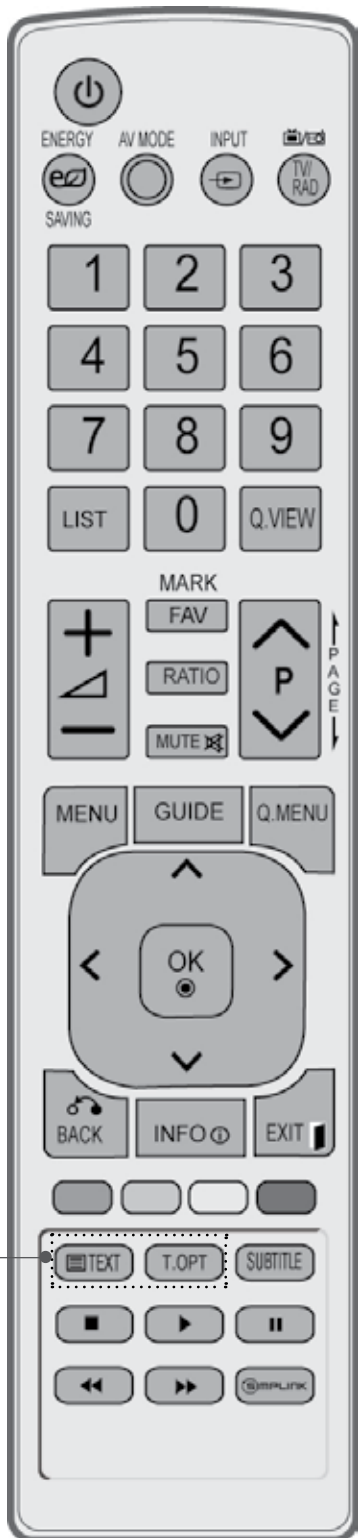 ENERGY AV MODE INPUT
TV/
RAD
SAVING
1 2 3
4 5 6
7 8 9
LIST 0 Q.VIEW
MARK
FAV
RATIO P
PAGE
MUTE
MENU GUIDE Q.MENU
OK
BACK INFO EXIT
TEXT T.OPT SUBTITLE
SIMPLINK